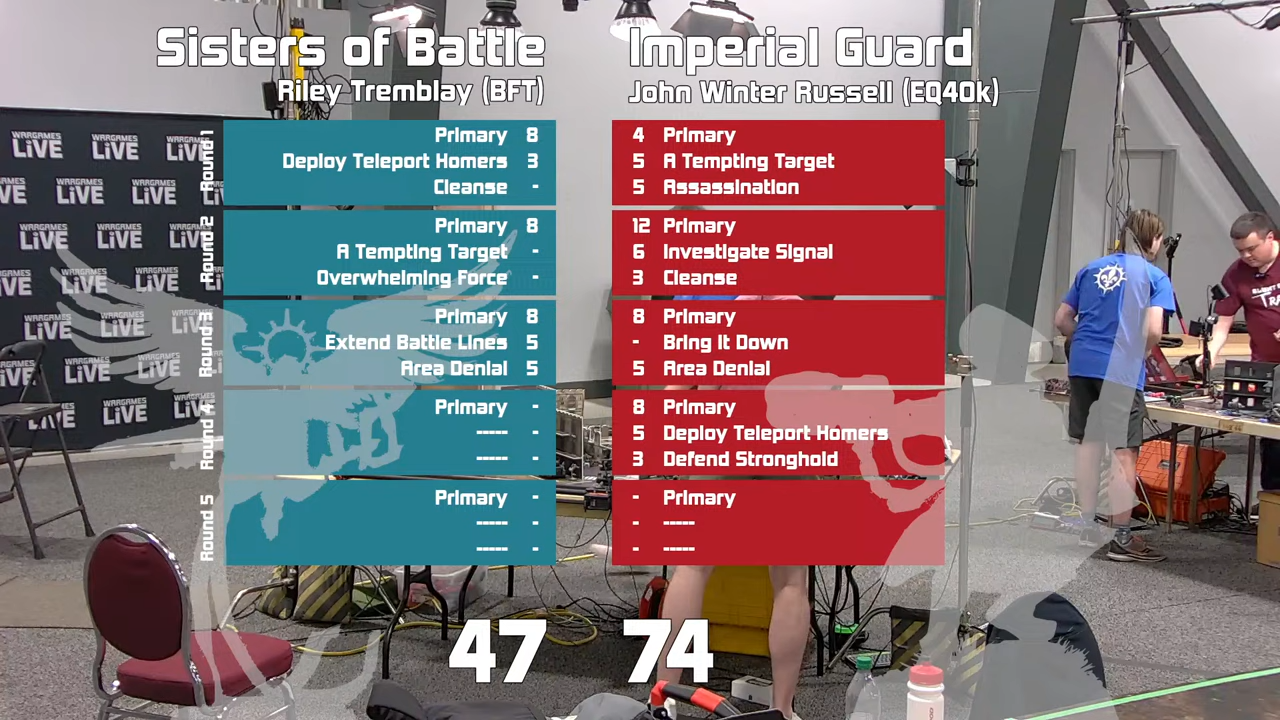 Sisters of Battle
Riley Tremblay (BFT)
Imperial Guard
John Winter Russell (EQ40k)
Round 1
Primary 8
Deploy Teleport Homers 3
Cleanse -
4 Primary
5 A Tempting Target
5 Assassination
Round 2
Primary 8
A Tempting Target -
Overwhelming Force -
12 Primary
6 Investigate Signal
3 Cleanse
Round 3
Primary 8
Extend Battle Lines 5
Area Denial 5
8 Primary
- Bring It Down
5 Area Denial
Round 4
Primary -
----- -
----- -
8 Primary
5 Deploy Teleport Homers
3 Defend Stronghold
Round 5
Primary -
----- -
----- -
- Primary
- -----
- -----
47
74
WARGAMES
LIVE